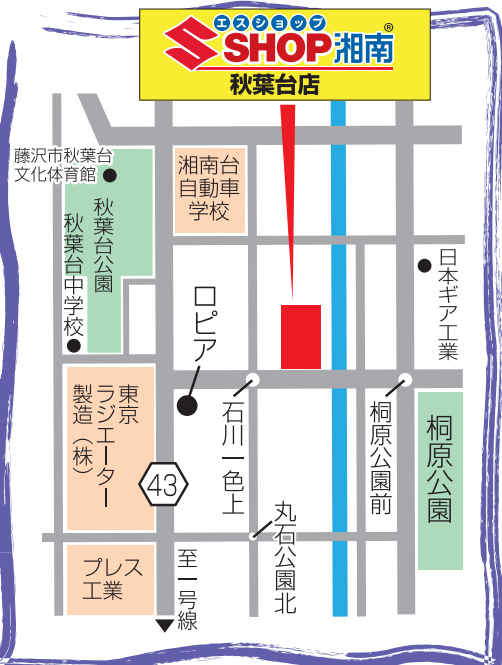 エスショップ
SHOP湘南®
秋葉台店
藤沢市秋葉台
文化体育館
湘南台
自動車
学校
秋葉台公園
秋葉台中学校
日本ギア工業
ロピア
東京
ラジエーター
製造（株）
石川一色上
桐原公園前
桐原公園
43
丸石公園北
プレス
工業
至一号線